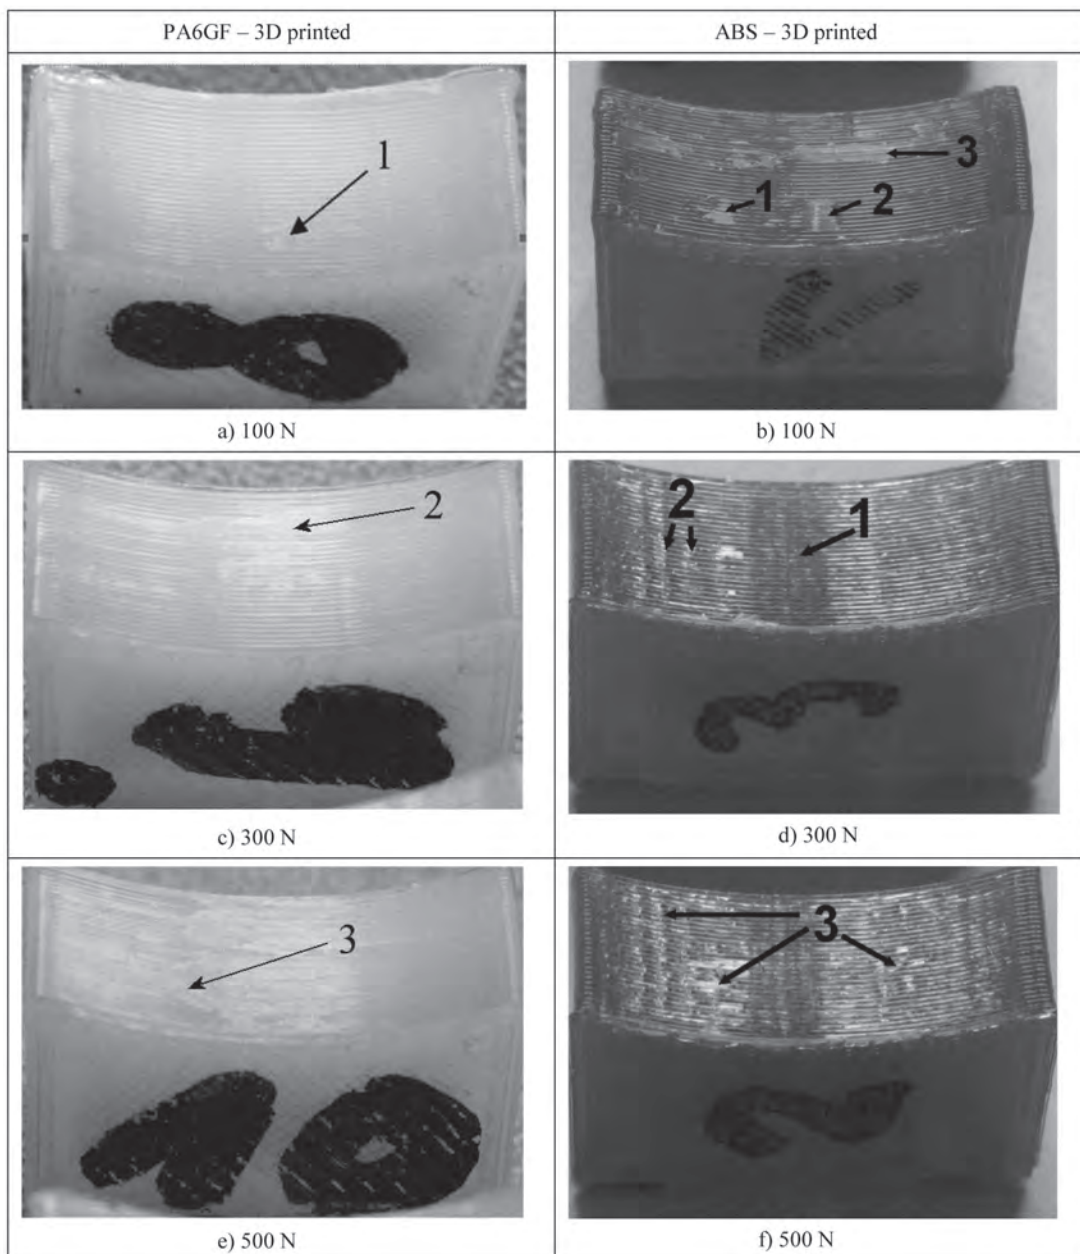 PA6GF – 3D printed
ABS – 3D printed
1
3
1
2
a) 100 N
b) 100 N
2
2
1
c) 300 N
d) 300 N
3
3
e) 500 N
f) 500 N